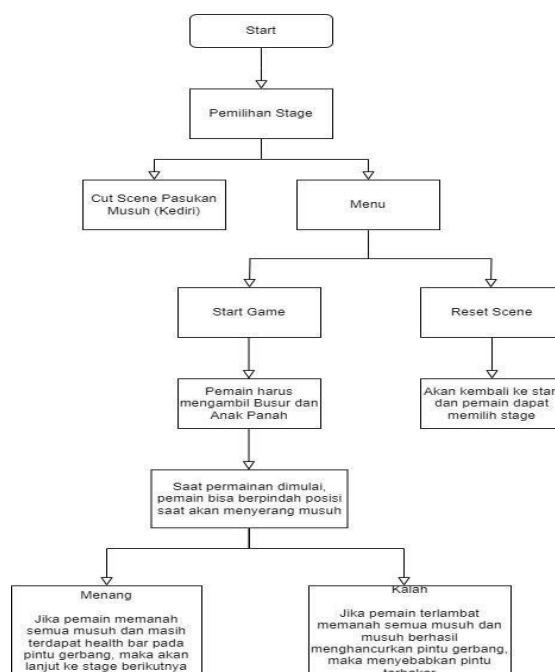 Start
Pemilihan Stage
Cut Scene Pasukan
Musuh (Kediri)
Menu
Start Game
Reset Scene
Pemain harus
mengambil Busur dan
Anak Panah
Akan kembali ke star
dan pemain dapat
memilih stage
Saat permainan dimulai,
pemain bisa berpindah posisi
saat akan menyerang musuh
Menang
Jika pemain memanah
semua musuh dan masih
terdapat health bar pada
pintu gerbang, maka akan
lanjut ke stage berikutnya
Kalah
Jika pemain terlambat
memanah semua musuh dan
musuh berhasil
menghancurkan pintu gerbang,
maka menyebabkan pintu